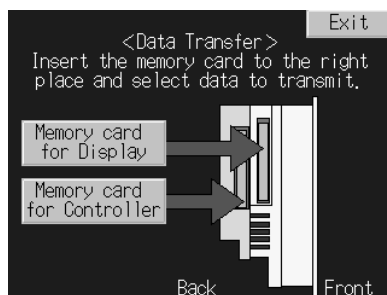 Exit
<Data Transfer>
Insert the memory card to the right
place and select data to transmit.
Memory card
for Display
Memory card
for Controller
Back
Front